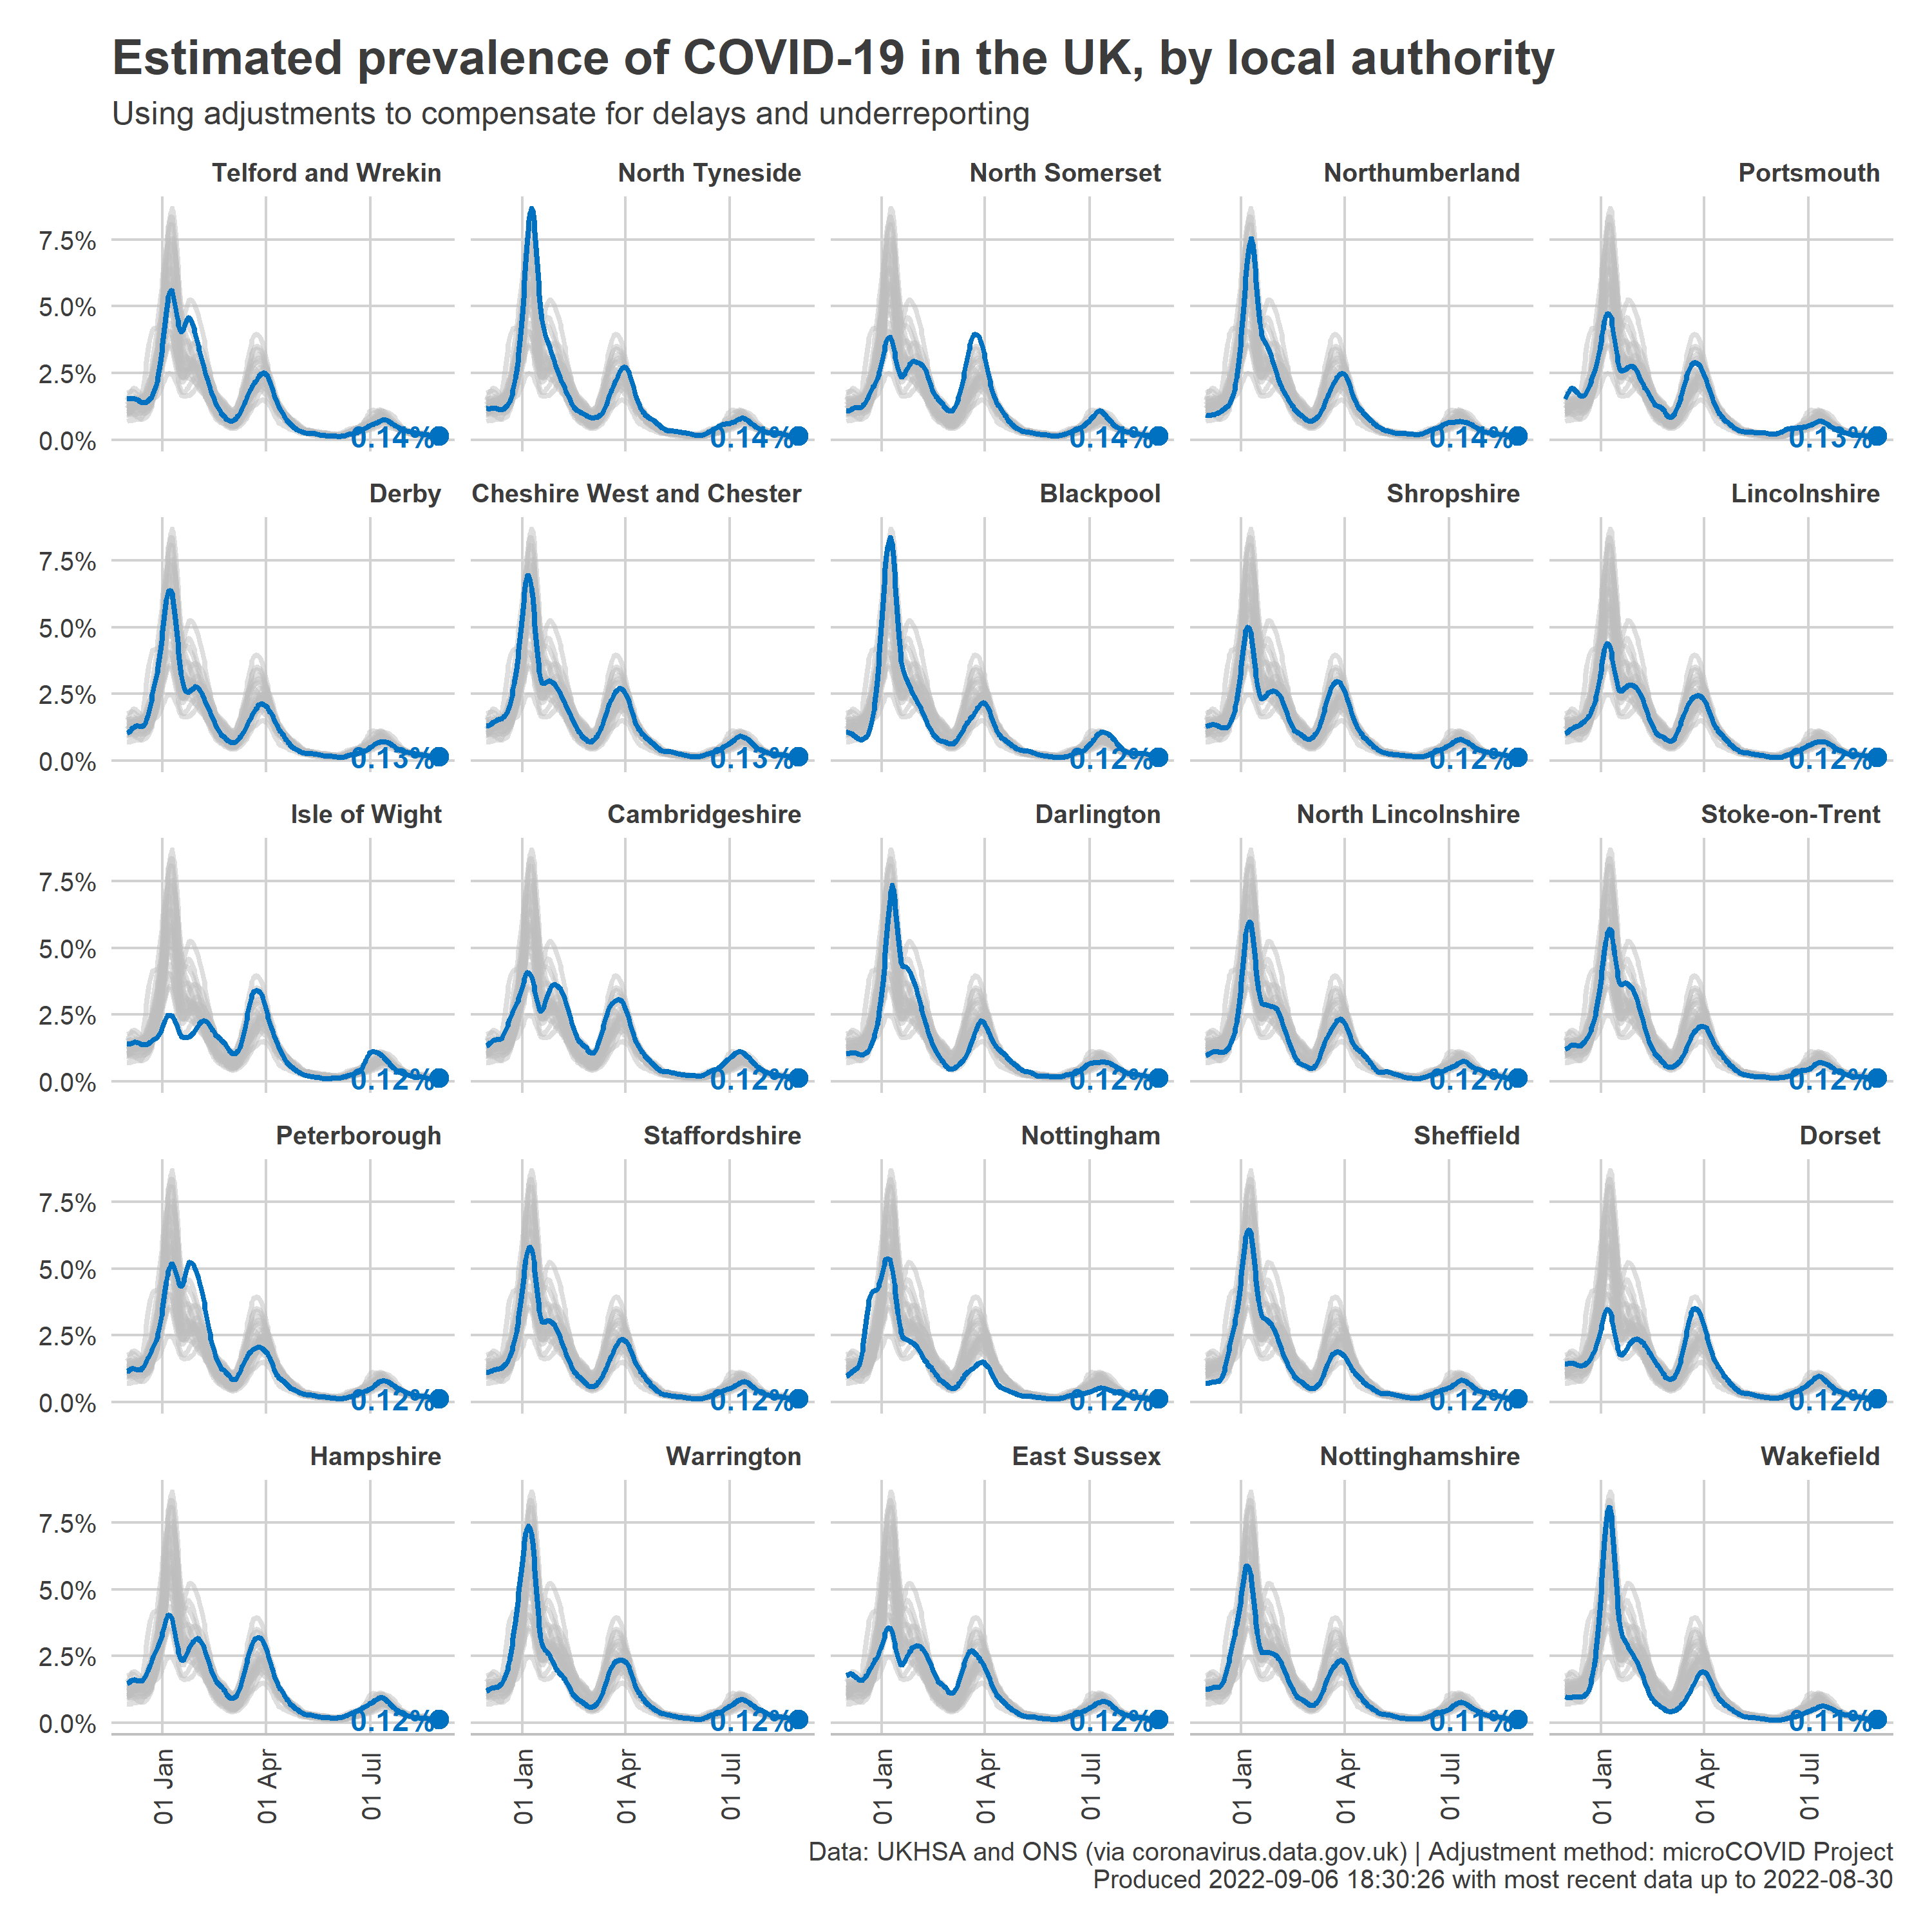 Estimated prevalence of COVID-19 in the UK, by local authority
Using adjustments to compensate for delays and underreporting
Telford and Wrekin
North Tyneside
North Somerset
Northumberland
Portsmouth
7.5%
5.0%
2.5%
0.0%
0.14%
0.14%
0.14%
0.14%
0.13%
Derby
Cheshire West and Chester
Blackpool
Shropshire
Lincolnshire
7.5%
5.0%
2.5%
0.0%
0.13%
0.13%
0.12%
0.12%
0.12%
Isle of Wight
Cambridgeshire
Darlington
North Lincolnshire
Stoke-on-Trent
7.5%
5.0%
2.5%
0.0%
0.12%
0.12%
0.12%
0.12%
0.12%
Peterborough
Staffordshire
Nottingham
Sheffield
Dorset
7.5%
5.0%
2.5%
0.0%
0.12%
0.12%
0.12%
0.12%
0.12%
Hampshire
Warrington
East Sussex
Nottinghamshire
Wakefield
7.5%
5.0%
2.5%
0.0%
0.12%
0.12%
0.12%
0.11%
0.11%
01 Jan
01 Apr
01 Jul
01 Jan
01 Apr
01 Jul
01 Jan
01 Apr
01 Jul
01 Jan
01 Apr
01 Jul
01 Jan
01 Apr
01 Jul
Data: UKHSA and ONS (via coronavirus.data.gov.uk) | Adjustment method: microCOVID Project
Produced 2022-09-06 18:30:26 with most recent data up to 2022-08-30